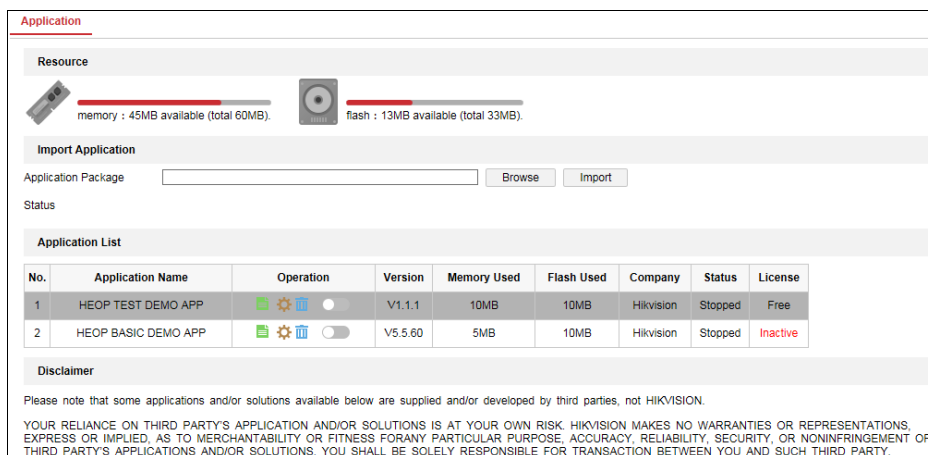 Application
Resource
memory : 45MB available (total 60MB). flash : 13MB available (total 33MB).
Import Application
Application Package Browse Import
Status
Application List
No. Application Name Operation Version Memory Used Flash Used Company Status License
1 HEOP TEST DEMO APP V1.1.1 10MB 10MB Hikvision Stopped Free
2 HEOP BASIC DEMO APP V5.5.60 5MB 10MB Hikvision Stopped Inactive
Disclaimer
Please note that some applications and/or solutions available below are supplied and/or developed by third parties, not HIKVISION.
YOUR RELIANCE ON THIRD PARTY'S APPLICATION AND/OR SOLUTIONS IS AT YOUR OWN RISK. HIKVISION MAKES NO WARRANTIES OR REPRESENTATIONS,
EXPRESS OR IMPLIED, AS TO MERCHANTABILITY OR FITNESS FORANY PARTICULAR PURPOSE, ACCURACY, RELIABILITY, SECURITY, OR NONINFRINGEMENT OF
THIRD PARTY'S APPLICATIONS AND/OR SOLUTIONS. YOU SHALL BE SOLELY RESPONSIBLE FOR TRANSACTION BETWEEN YOU AND SUCH THIRD PARTY.